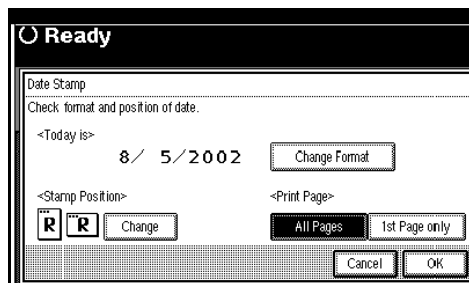 Ready
Date Stamp
Check format and position of date.
<Today is>
8/ 5/2002 Change Format
<Stamp Position> <Print Page>
R R Change All Pages 1st Page only
Cancel OK